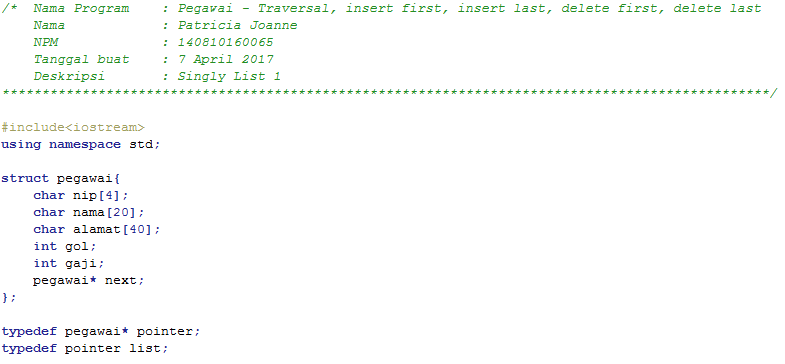 /*  Nama Program    : Pegawai - Traversal, insert first, insert last, delete first, delete last
    Nama            : Patricia Joanne
    NPM             : 140810160065
    Tanggal buat    : 7 April 2017
    Deskripsi       : Singly List 1
************************************************************************************************/
#include<iostream>
using namespace std;
struct pegawai{
    char nip[4];
    char nama[20];
    char alamat[40];
    int gol;
    int gaji;
    pegawai* next;
};
typedef pegawai* pointer;
typedef pointer list;